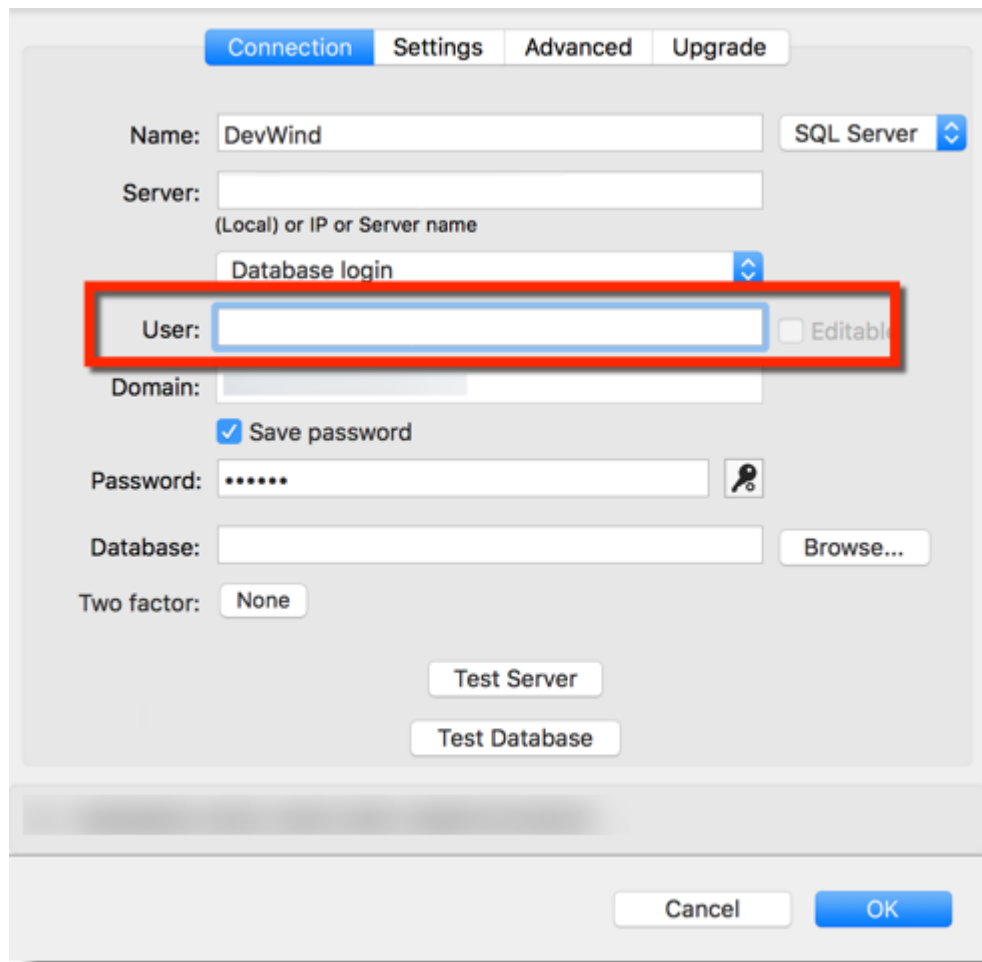 Connection Settings Advanced Upgrade
Name: DevWind SQL Server
Server:
(Local) or IP or Server name
Database login
User: Editable
Domain:
Save password
Password: ••••••
Database: Browse...
Two factor: None
Test Server
Test Database
Cancel OK